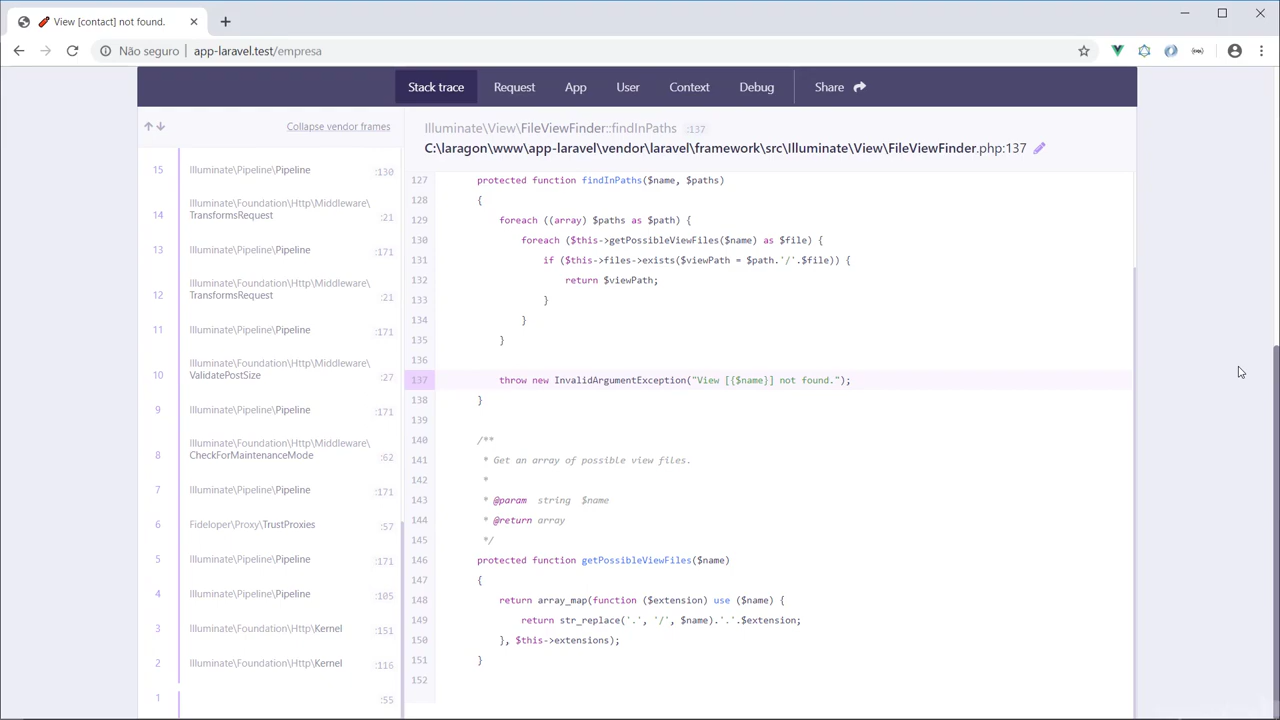 View [contact] not found.
Não seguro
app-laravel.test/empresa
Stack trace
Request
App
User
Context
Debug
Share
Collapse vendor frames
15 Illuminate\Pipeline\Pipeline :130
14 Illuminate\Foundation\Http\Middleware\
TransformsRequest :21
13 Illuminate\Pipeline\Pipeline :171
12 Illuminate\Foundation\Http\Middleware\
TransformsRequest :21
11 Illuminate\Pipeline\Pipeline :171
10 Illuminate\Foundation\Http\Middleware\
ValidatePostSize :27
9 Illuminate\Pipeline\Pipeline :171
8 Illuminate\Foundation\Http\Middleware\
CheckForMaintenanceMode :62
7 Illuminate\Pipeline\Pipeline :171
6 Fideloper\Proxy\TrustProxies :57
5 Illuminate\Pipeline\Pipeline :171
4 Illuminate\Pipeline\Pipeline :105
3 Illuminate\Foundation\Http\Kernel :151
2 Illuminate\Foundation\Http\Kernel :116
1 :55
Illuminate\View\FileViewFinder::findInPaths :137
C:\laragon\www\app-laravel\vendor\laravel\framework\src\Illuminate\View\FileViewFinder.php:137
127 protected function findInPaths($name, $paths)
128 {
129 foreach ((array) $paths as $path) {
130 foreach ($this->getPossibleViewFiles($name) as $file) {
131 if ($this->files->exists($viewPath = $path.'/'.$file)) {
132 return $viewPath;
133 }
134 }
135 }
136
137 throw new InvalidArgumentException("View [{$name}] not found.");
138 }
139
140 /**
141 * Get an array of possible view files.
142 *
143 * @param string $name
144 * @return array
145 */
146 protected function getPossibleViewFiles($name)
147 {
148 return array_map(function ($extension) use ($name) {
149 return str_replace('.', '/', $name).'.'.$extension;
150 }, $this->extensions);
151 }
152